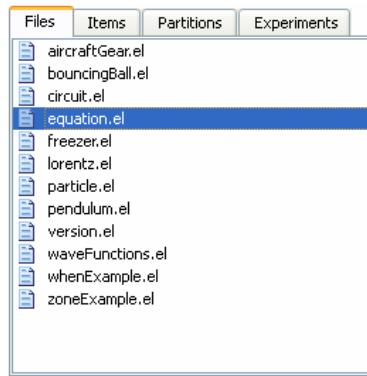 Files Items Partitions Experiments
aircraftGear.el
bouncingBall.el
circuit.el
equation.el
freezer.el
lorentz.el
particle.el
pendulum.el
version.el
waveFunctions.el
whenExample.el
zoneExample.el